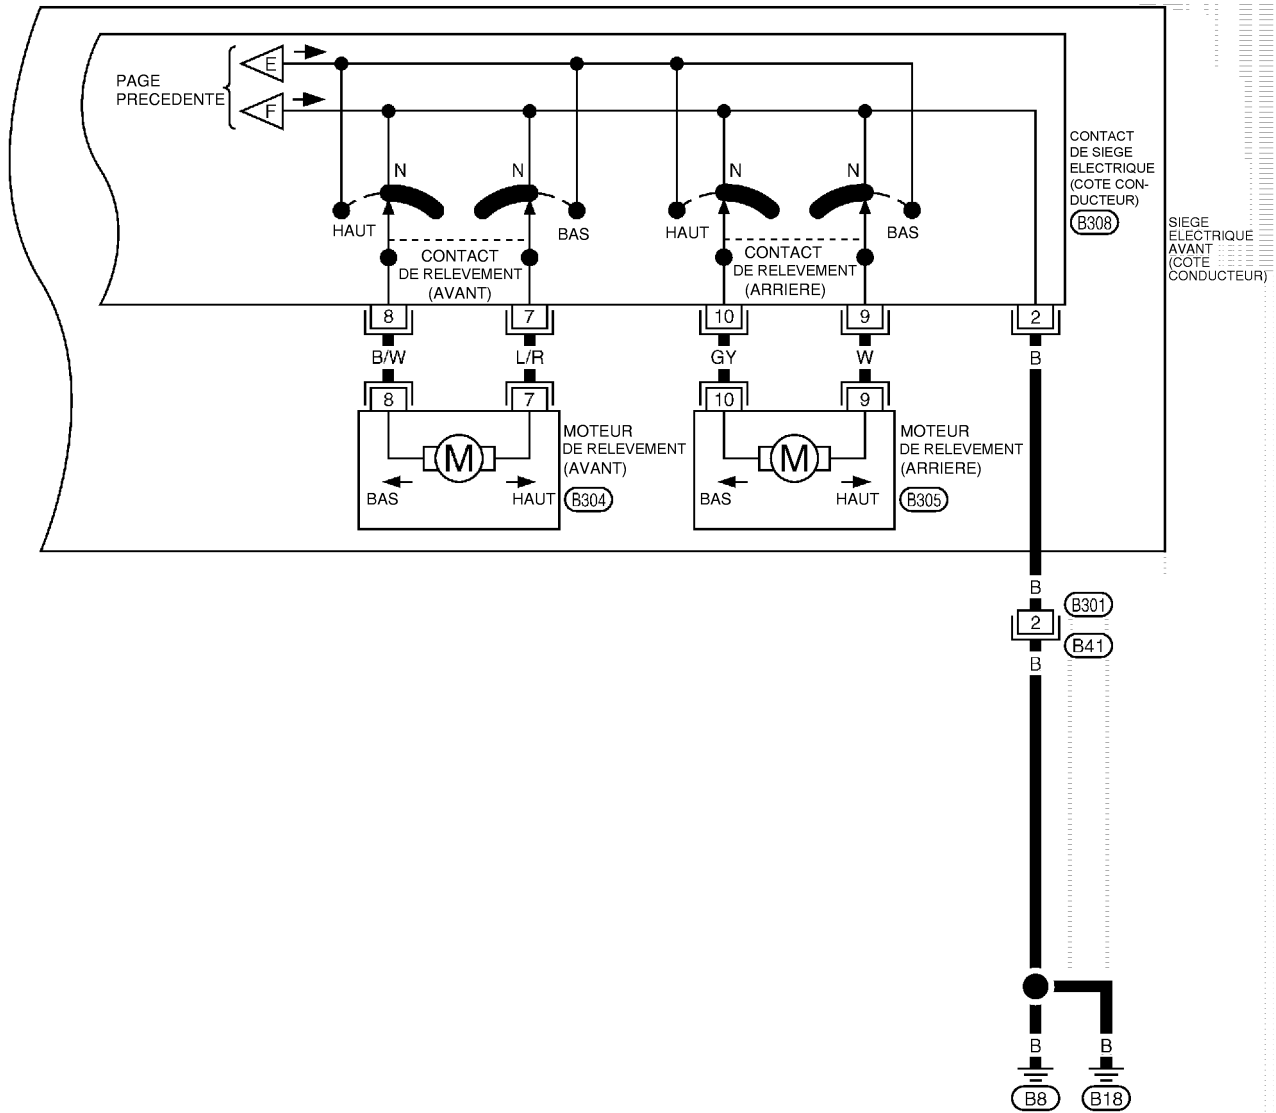 PAGE
PRECEDENTE
E
F
N
N
N
N
HAUT
BAS
HAUT
BAS
CONTACT
DE RELEVEMENT
(AVANT)
CONTACT
DE RELEVEMENT
(ARRIERE)
CONTACT
DE SIEGE
ELECTRIQUE
(COTE CON-
DUCTEUR)
B308
SIEGE
ELECTRIQUE
AVANT
(COTE
CONDUCTEUR)
8
7
10
9
2
B/W
L/R
GY
W
B
8
7
10
9
M
BAS
HAUT
MOTEUR
DE RELEVEMENT
(AVANT)
B304
M
BAS
HAUT
MOTEUR
DE RELEVEMENT
(ARRIERE)
B305
B
B301
2
B41
B
B
B
B8
B18